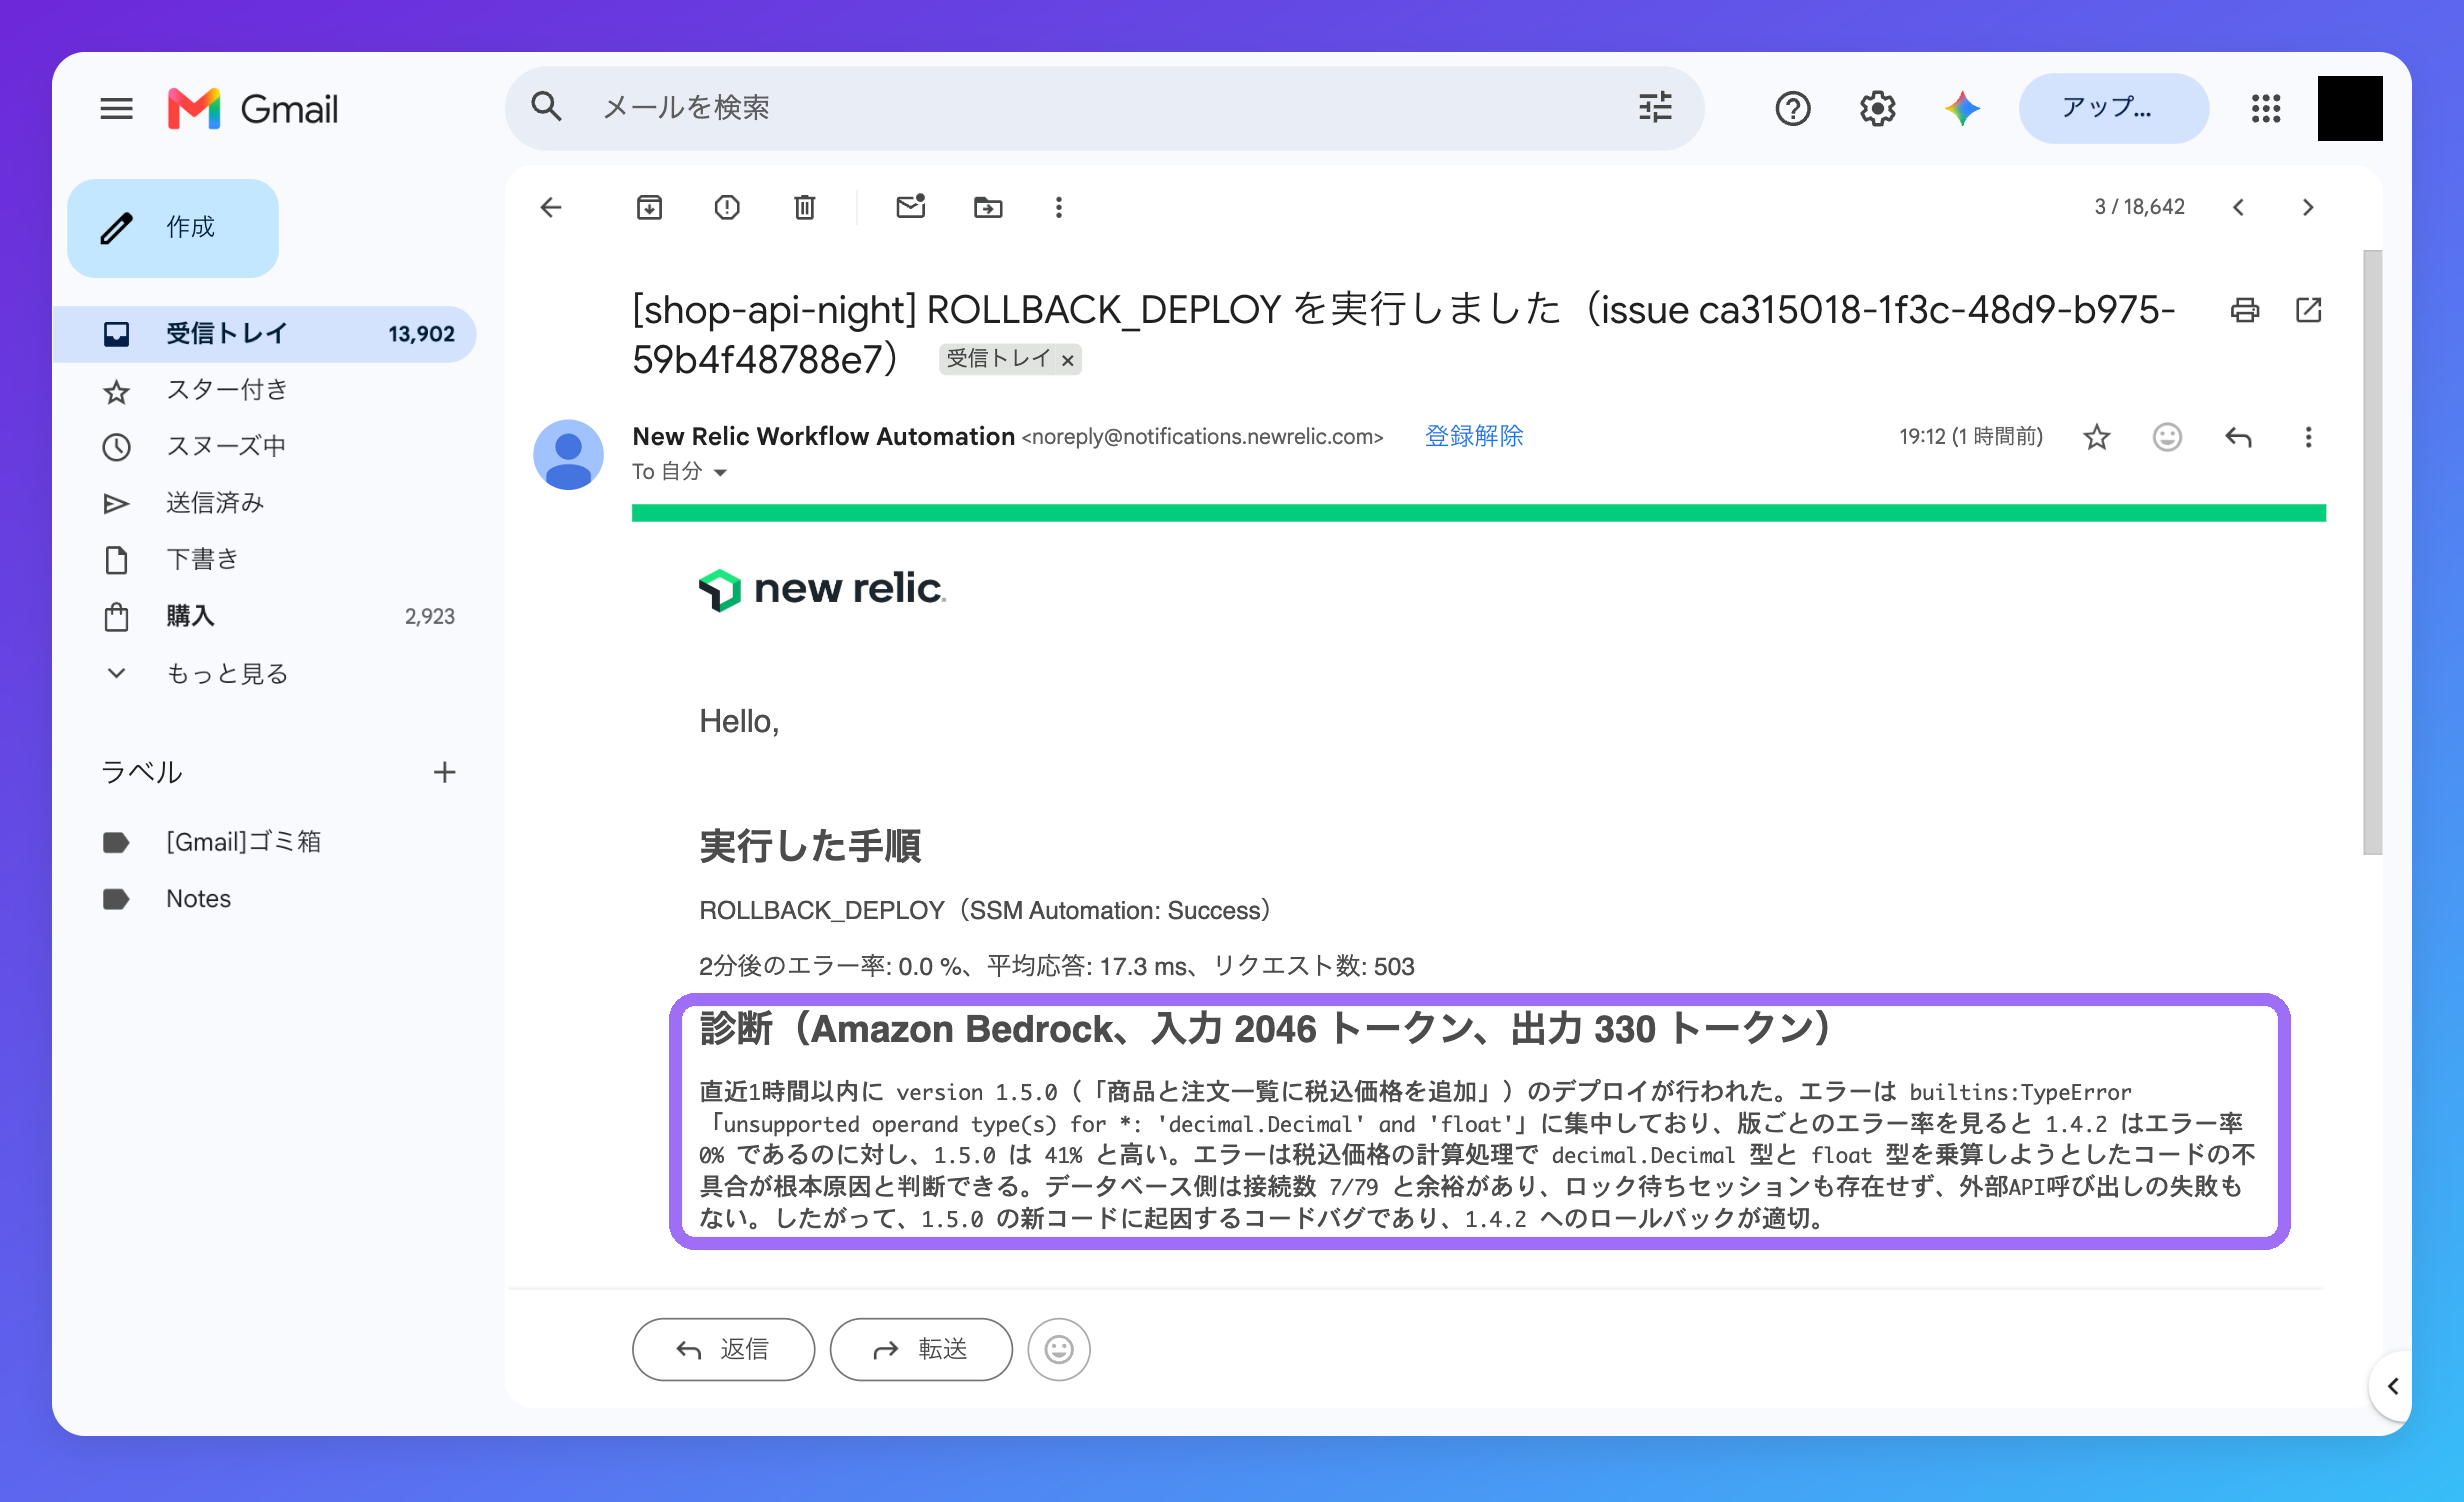 Gmail
メールを検索
アップ...
作成
受信トレイ 13,902
スター付き
スヌーズ中
送信済み
下書き
購入 2,923
もっと見る
ラベル
[Gmail]ゴミ箱
Notes
3 / 18,642
[shop-api-night] ROLLBACK_DEPLOY を実行しました（issue ca315018-1f3c-48d9-b975-
59b4f48788e7） 受信トレイ ×
New Relic Workflow Automation <noreply@notifications.newrelic.com> 登録解除 19:12 (1 時間前)
To 自分
new relic.
Hello,
実行した手順
ROLLBACK_DEPLOY（SSM Automation: Success）
2分後のエラー率: 0.0 %、平均応答: 17.3 ms、リクエスト数: 503
診断（Amazon Bedrock、入力 2046 トークン、出力 330 トークン）
直近1時間以内に version 1.5.0（「商品と注文一覧に税込価格を追加」）のデプロイが行われた。エラーは builtins:TypeError
「unsupported operand type(s) for *: 'decimal.Decimal' and 'float'」に集中しており、版ごとのエラー率を見ると 1.4.2 はエラー率
0% であるのに対し、1.5.0 は 41% と高い。エラーは税込価格の計算処理で decimal.Decimal 型と float 型を乗算しようとしたコードの不
具合が根本原因と判断できる。データベース側は接続数 7/79 と余裕があり、ロック待ちセッションも存在せず、外部API呼び出しの失敗も
ない。したがって、1.5.0 の新コードに起因するコードバグであり、1.4.2 へのロールバックが適切。
返信
転送